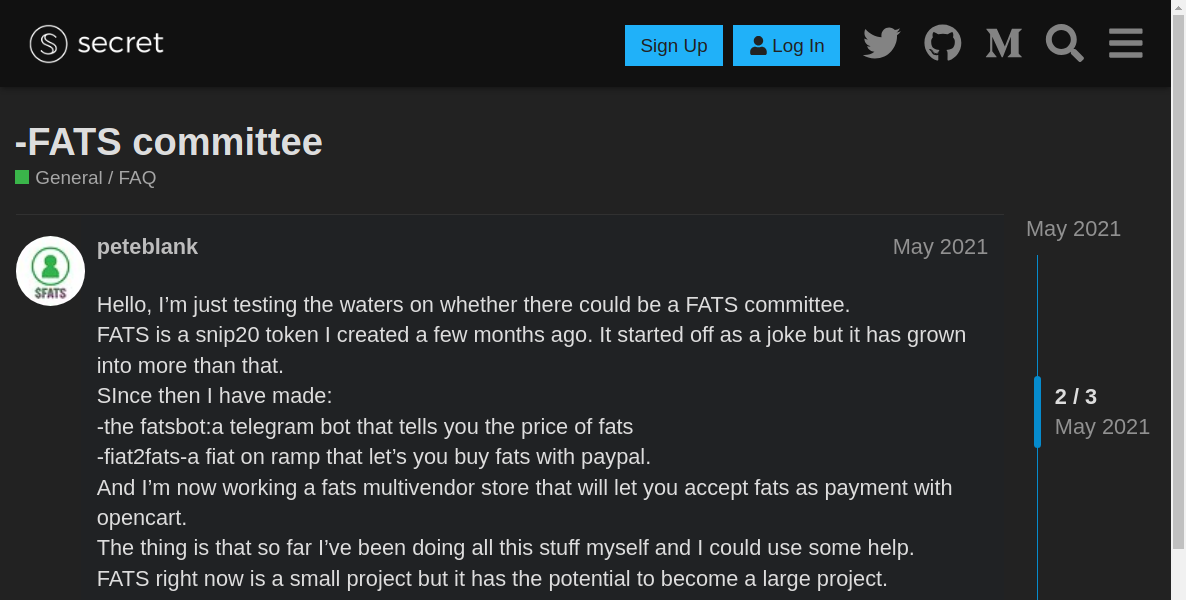 secret
Sign Up
Log In
-FATS committee
General / FAQ
peteblank
May 2021
May 2021
$FATS
Hello, I’m just testing the waters on whether there could be a FATS committee.
FATS is a snip20 token I created a few months ago. It started off as a joke but it has grown
into more than that.
SInce then I have made:
-the fatsbot:a telegram bot that tells you the price of fats
-fiat2fats-a fiat on ramp that let’s you buy fats with paypal.
And I’m now working a fats multivendor store that will let you accept fats as payment with
opencart.
The thing is that so far I’ve been doing all this stuff myself and I could use some help.
FATS right now is a small project but it has the potential to become a large project.
2 / 3
May 2021